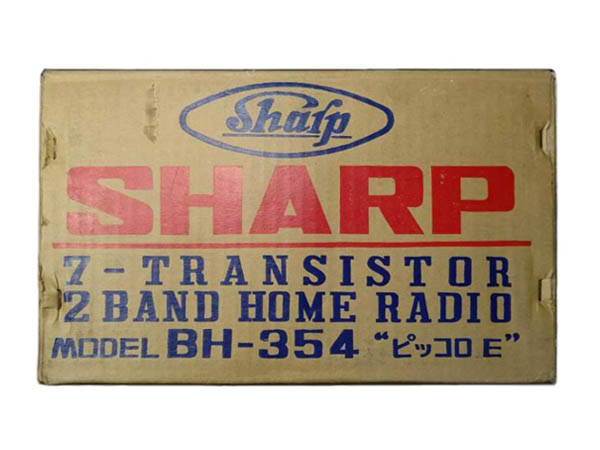 Sharp
SHARP
7-TRANSISTOR
2 BAND HOME RADIO
MODEL BH-354 "ピッコロ E"